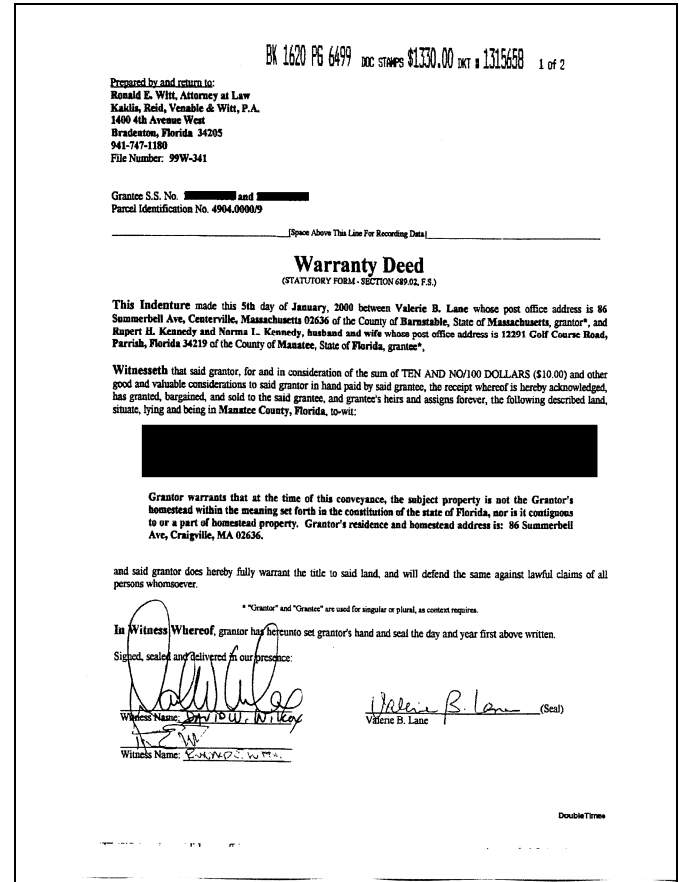 BK 1620 PG 6499 DOC STAMPS $1330.00 DKT # 1315658 1 of 2
Prepared by and return to:
Ronald E. Witt, Attorney at Law
Kaklis, Reid, Venable & Witt, P.A.
1400 4th Avenue West
Bradenton, Florida 34205
941-747-1180
File Number: 99W-341
Grantee S.S. No. and
Parcel Identification No. 4904.0000/9
[Space Above This Line For Recording Data]
Warranty Deed
(STATUTORY FORM - SECTION 689.02, F.S.)
This Indenture made this 5th day of January, 2000 between Valerie B. Lane whose post office address is 86
Summerbell Ave, Centerville, Massachusetts 02636 of the County of Barnstable, State of Massachusetts, grantor*, and
Rupert H. Kennedy and Norma L. Kennedy, husband and wife whose post office address is 12291 Golf Course Road,
Parrish, Florida 34219 of the County of Manatee, State of Florida, grantee*,
Witnesseth that said grantor, for and in consideration of the sum of TEN AND NO/100 DOLLARS ($10.00) and other
good and valuable considerations to said grantor in hand paid by said grantee, the receipt whereof is hereby acknowledged,
has granted, bargained, and sold to the said grantee, and grantee's heirs and assigns forever, the following described land,
situate, lying and being in Manatee County, Florida, to-wit:
Grantor warrants that at the time of this conveyance, the subject property is not the Grantor's
homestead within the meaning set forth in the constitution of the state of Florida, nor is it contiguous
to or a part of homestead property. Grantor's residence and homestead address is: 86 Summerbell
Ave, Craigville, MA 02636.
and said grantor does hereby fully warrant the title to said land, and will defend the same against lawful claims of all
persons whomsoever.
* "Grantor" and "Grantee" are used for singular or plural, as context requires.
In Witness Whereof, grantor has hereunto set grantor's hand and seal the day and year first above written.
Signed, sealed and delivered in our presence:
Valerie B. Lane (Seal)
Witness Name: DAVID W. Wilcox
Valerie B. Lane
Witness Name:
DoubleTimes